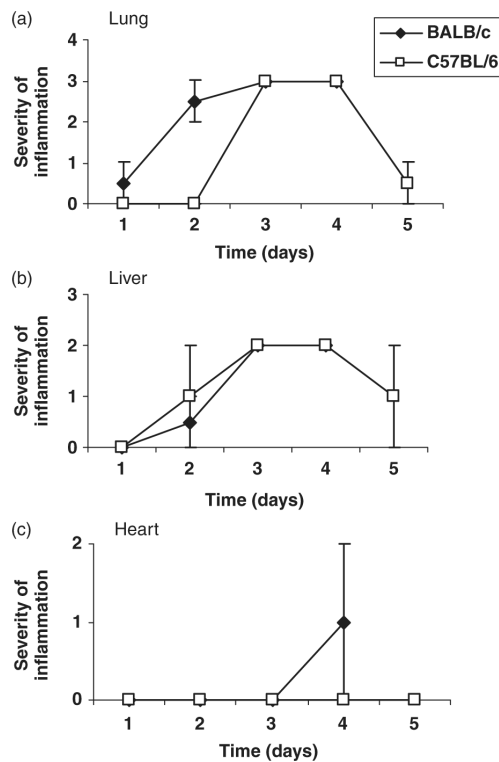 (a) Lung
BALB/c
C57BL/6
Severity of
inflammation
4
3
2
1
0
1 2 3 4 5
Time (days)
(b) Liver
Severity of
inflammation
3
2
1
0
1 2 3 4 5
Time (days)
(c) Heart
Severity of
inflammation
2
1
0
1 2 3 4 5
Time (days)